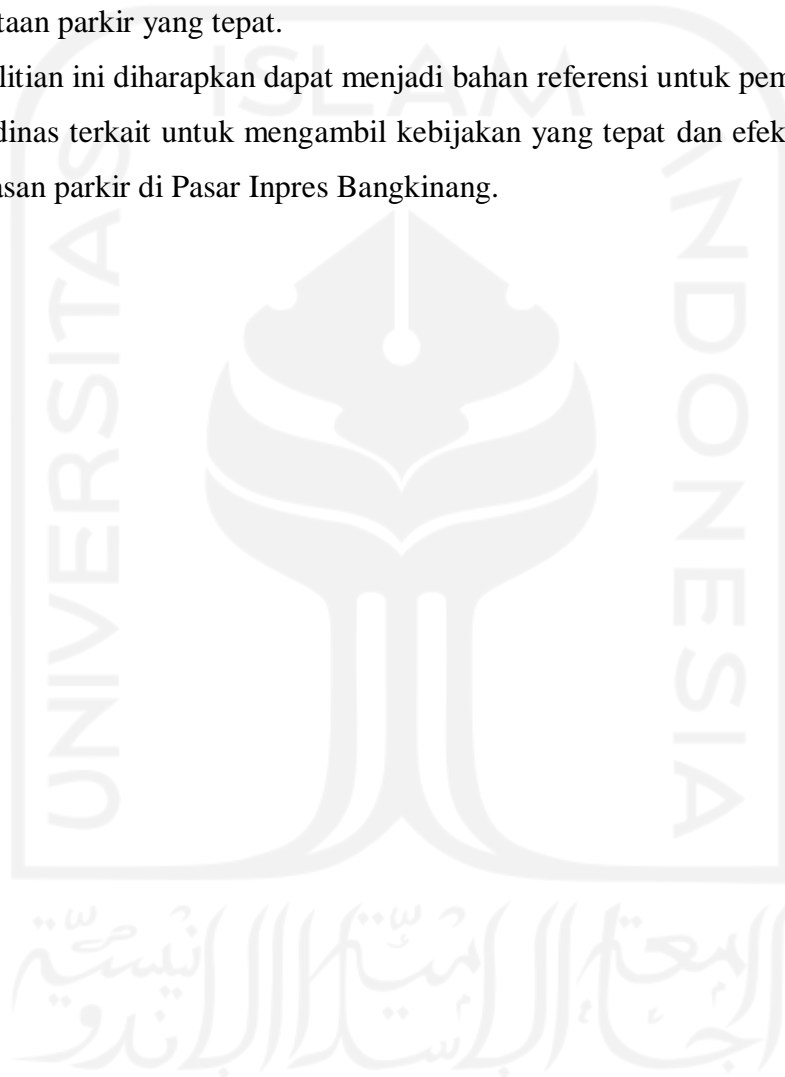 taan parkir yang tepat.
litian ini diharapkan dapat menjadi bahan referensi untuk pem
dinas terkait untuk mengambil kebijakan yang tepat dan efek
asan parkir di Pasar Inpres Bangkinang.
ISLAM
UNIVERSITAS
INDONESIA